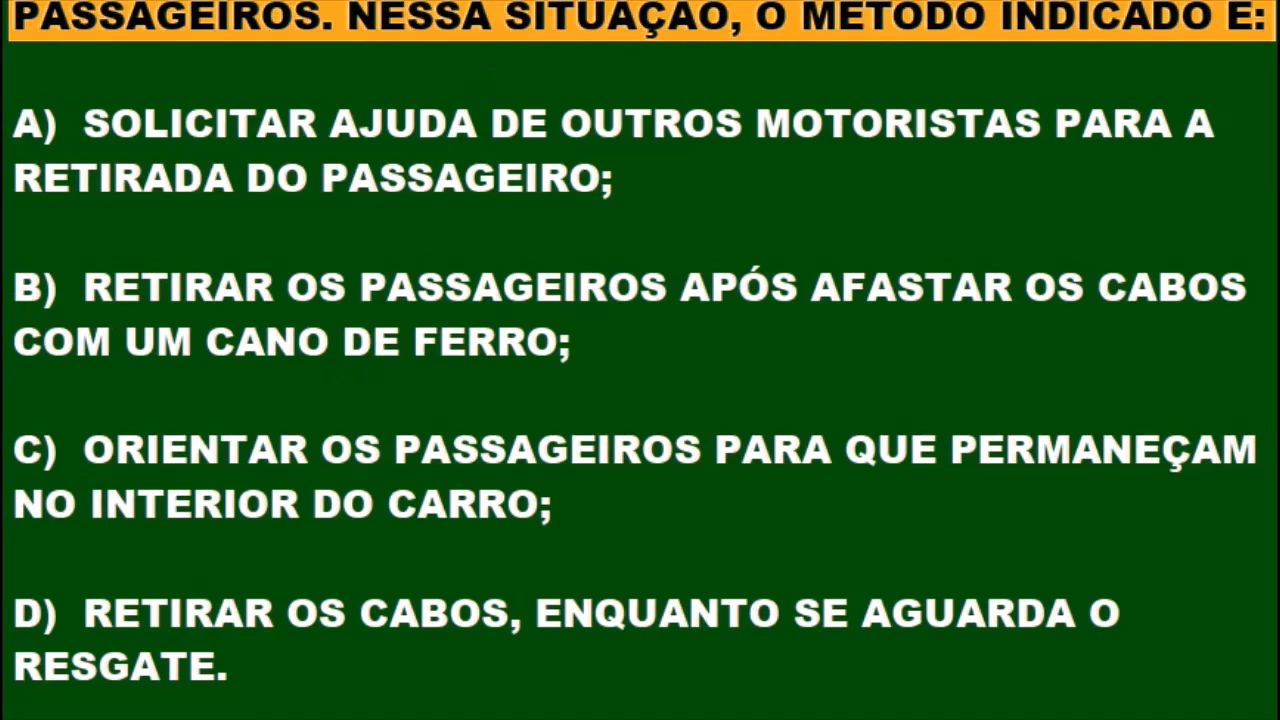 PASSAGEIROS. NESSA SITUAÇÃO, O MÉTODO INDICADO É:
A) SOLICITAR AJUDA DE OUTROS MOTORISTAS PARA A
RETIRADA DO PASSAGEIRO;
B) RETIRAR OS PASSAGEIROS APÓS AFASTAR OS CABOS
COM UM CANO DE FERRO;
C) ORIENTAR OS PASSAGEIROS PARA QUE PERMANEÇAM
NO INTERIOR DO CARRO;
D) RETIRAR OS CABOS, ENQUANTO SE AGUARDA O
RESGATE.